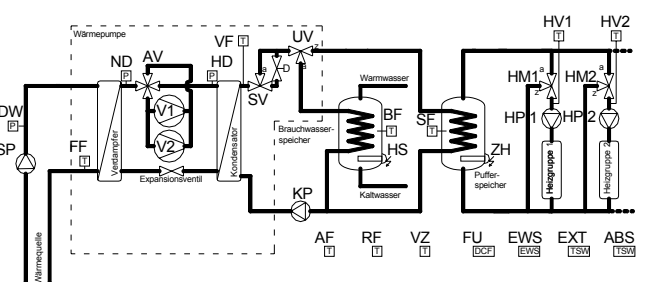 Wärmepumpe
HV1
T
HV2
T
VF
T
UV
a
z
a
ND
P
AV
HD
P
SV
D
a
HM1
a
z
HM2
a
z
DW
P
Warmwasser
V1
BF
T
SF
T
HP 1
HP 2
Verdampfer
Kondensator
Brauchwasser-
speicher
V2
SP
FF
T
HS
ZH
Expansionsventil
Puffer-
speicher
Heizgruppe 1
Heizgruppe 2
Kaltwasser
KP
Wärmequelle
AF
T
RF
T
VZ
T
FU
DCF
EWS
EWS
EXT
TSW
ABS
TSW